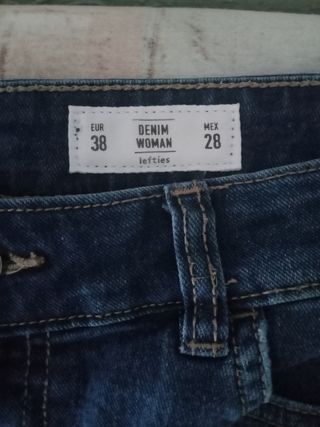 EUR
38
DENIM
WOMAN
lefties
MEX
28